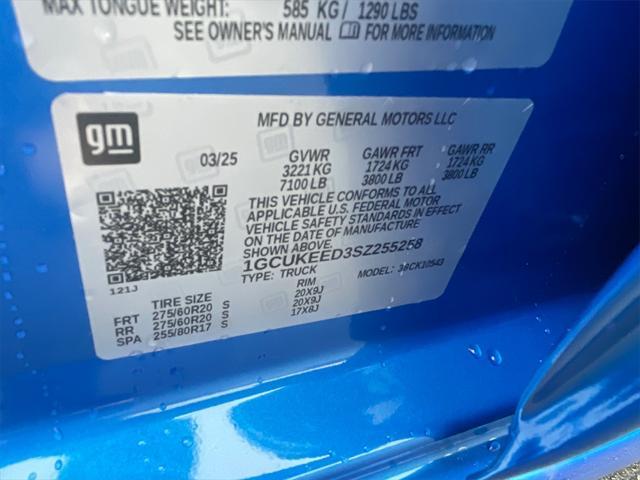 MAX TONGUE WEIGHT: 585 KG/ 1290 LBS
SEE OWNER'S MANUAL FOR MORE INFORMATION
gm
MFD BY GENERAL MOTORS LLC
03/25 GVWR GAWR FRT GAWR RR
3221 KG 1724 KG 1724 KG
7100 LB 3800 LB 3800 LB
THIS VEHICLE CONFORMS TO ALL
APPLICABLE U.S. FEDERAL MOTOR
VEHICLE SAFETY STANDARDS IN EFFECT
ON THE DATE OF MANUFACTURE
SHOWN ABOVE.
1GCUKEED3SZ255258
TYPE: TRUCK MODEL: 38CK10543
121J
TIRE SIZE RIM
FRT 275/60R20 S 20X9J
RR 275/60R20 S 20X9J
SPA 255/80R17 S 17X8J